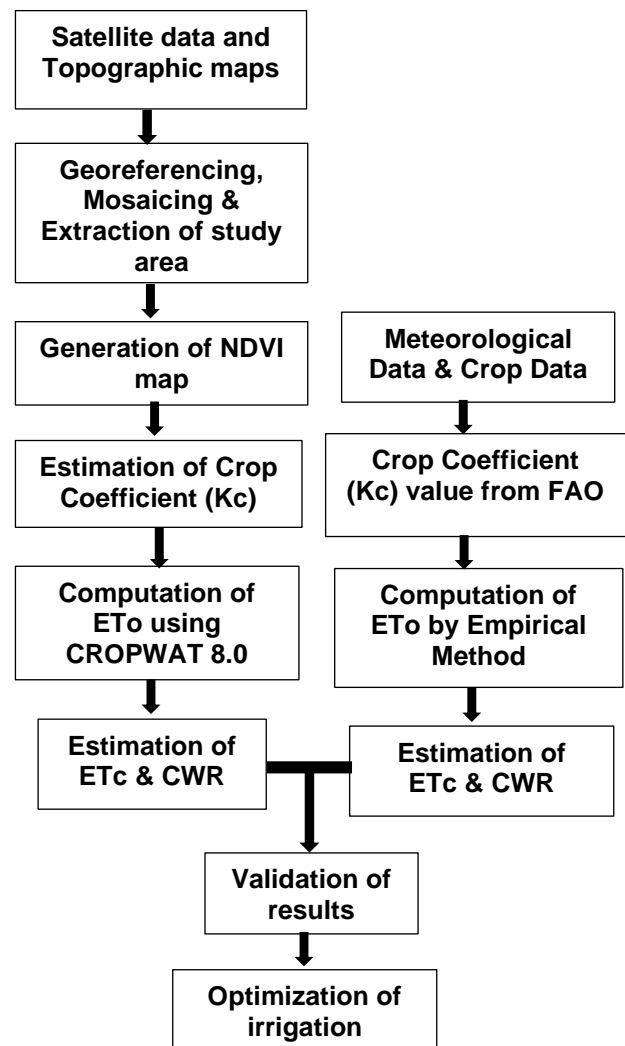 Satellite data and
Topographic maps
Georeferencing,
Mosaicing &
Extraction of study
area
Generation of NDVI
map
Meteorological
Data & Crop Data
Estimation of Crop
Coefficient (Kc)
Crop Coefficient
(Kc) value from FAO
Computation of
ETo using
CROPWAT 8.0
Computation of
ETo by Empirical
Method
Estimation of
ETc & CWR
Estimation of
ETc & CWR
Validation of
results
Optimization of
irrigation